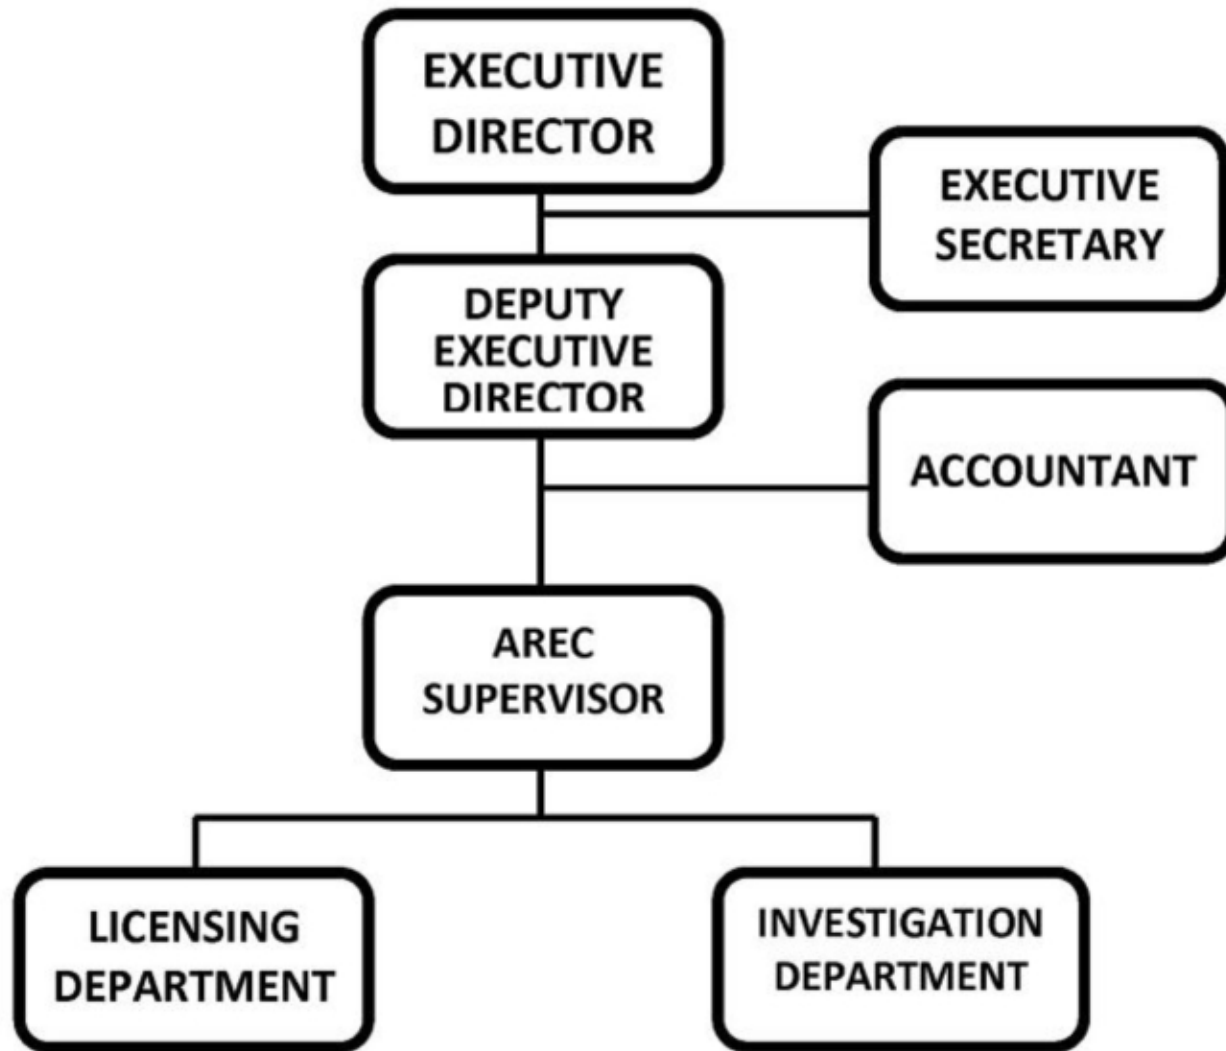 EXECUTIVE
DIRECTOR
EXECUTIVE
SECRETARY
DEPUTY
EXECUTIVE
DIRECTOR
ACCOUNTANT
AREC
SUPERVISOR
LICENSING
DEPARTMENT
INVESTIGATION
DEPARTMENT